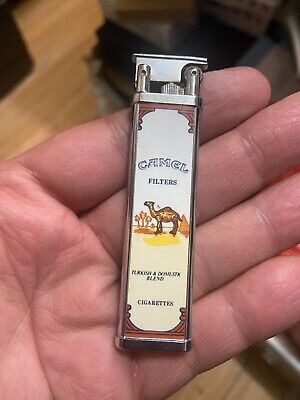 CAMEL
FILTERS
TURKISH & DOMESTIC
BLEND
CIGARETTES